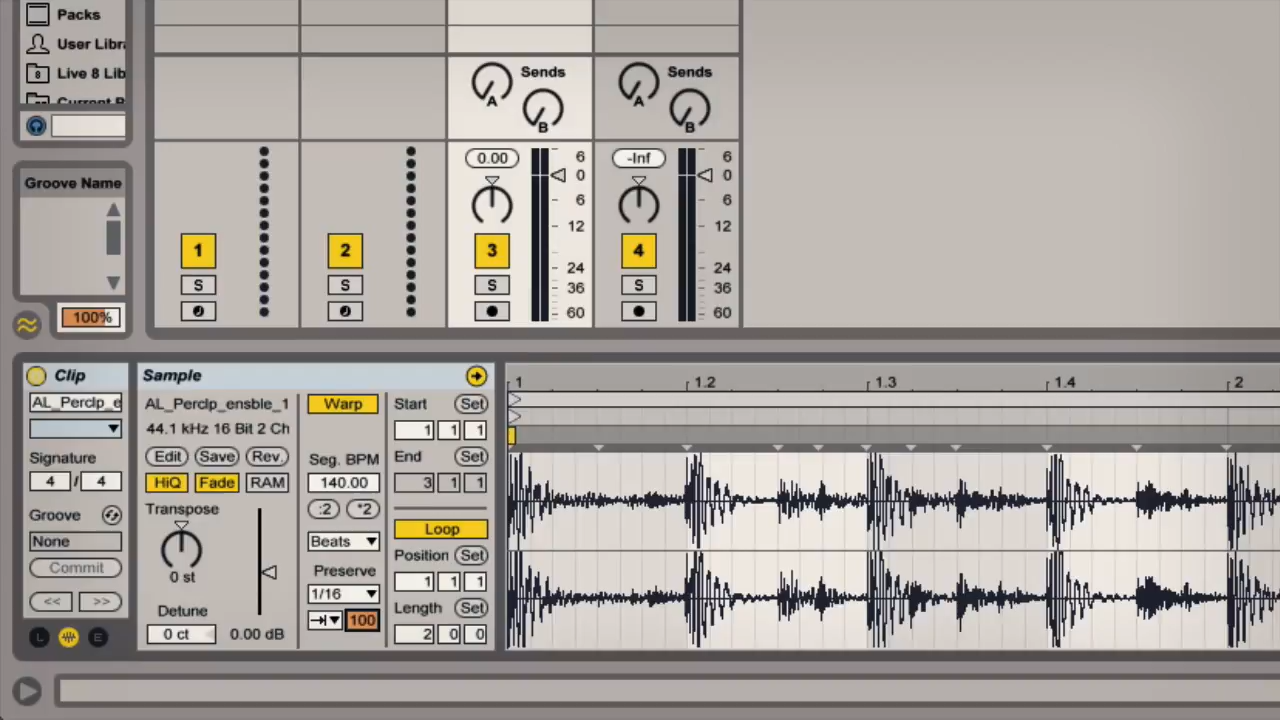 Packs
User Libra
Live 8 Lib
Current P
Groove Name
100%
Sends
A
B
Sends
A
B
0.00
-Inf
6
0
6
12
24
36
60
6
0
6
12
24
36
60
1
2
3
4
S
S
S
S
Clip
AL_Perclp_e
Signature
4 / 4
Groove
None
Commit
<< >>
L
E
Sample
AL_Perclp_ensble_1
44.1 kHz 16 Bit 2 Ch
Edit Save Rev.
HiQ Fade RAM
Transpose
0 st
Detune
0 ct
0.00 dB
Warp
Seg. BPM
140.00
:2 *2
Beats
Preserve
1/16
100
Start Set
1 1 1
End Set
3 1 1
Loop
Position Set
1 1 1
Length Set
2 0 0
1 1.2 1.3 1.4 2